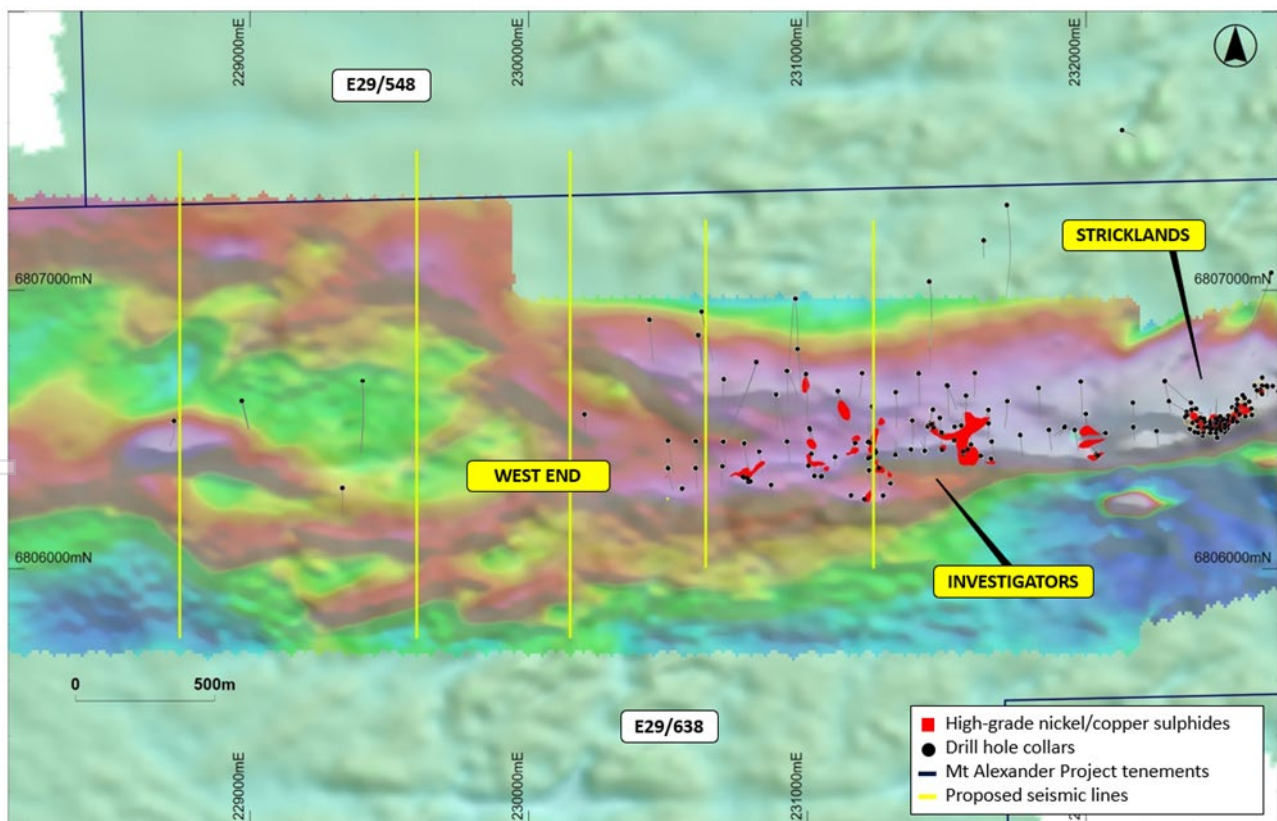 229000mE
230000mE
231000mE
232000mE
E29/548
STRICKLANDS
6807000mN
6807000mN
WEST END
6806000mN
6806000mN
INVESTIGATORS
0 500m
E29/638
High-grade nickel/copper sulphides
Drill hole collars
Mt Alexander Project tenements
Proposed seismic lines
229000mE
230000mE
231000mE